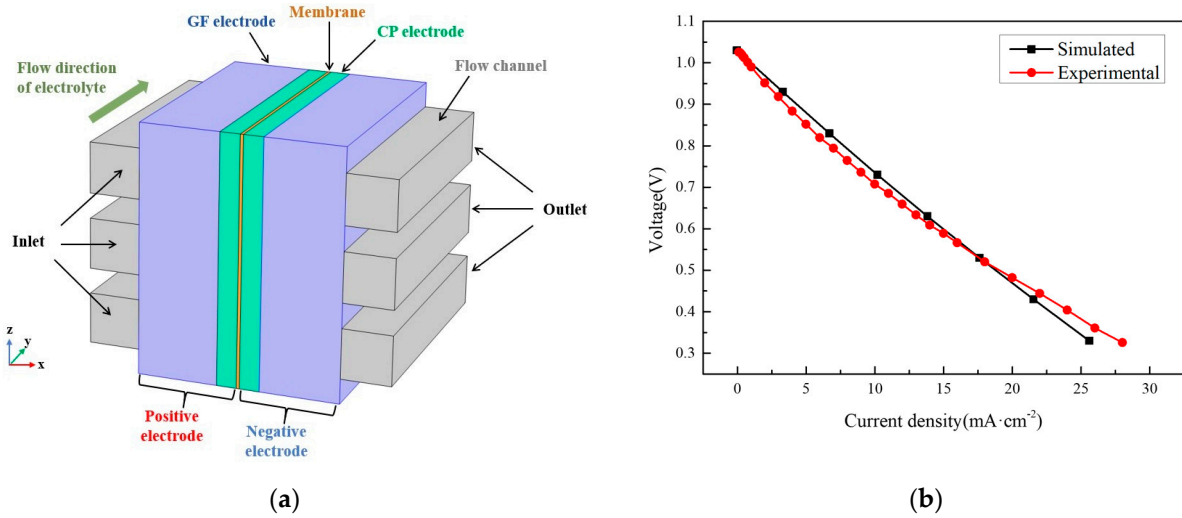 GF electrode
Membrane
CP electrode
Flow channel
Flow direction
of electrolyte
Inlet
Outlet
z
y
x
Positive
electrode
Negative
electrode
(a)
1.1
1.0
0.9
0.8
0.7
0.6
0.5
0.4
0.3
Voltage(V)
Simulated
Experimental
0 5 10 15 20 25 30
Current density(mA·cm⁻²)
(b)